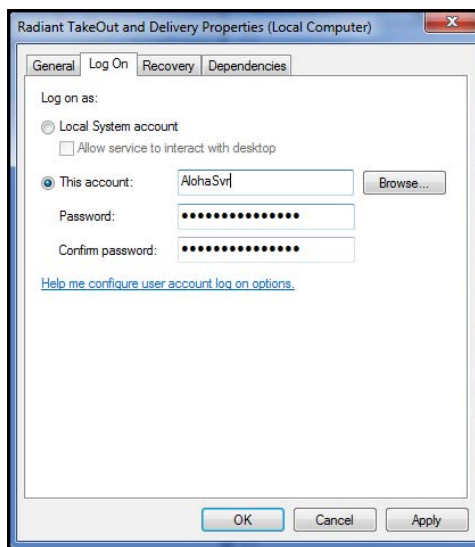 Radiant TakeOut and Delivery Properties (Local Computer)
General Log On Recovery Dependencies
Log on as:
Local System account
Allow service to interact with desktop
This account: AlohaSvr Browse...
Password: •••••••••••••••
Confirm password: •••••••••••••••
Help me configure user account log on options.
OK Cancel Apply